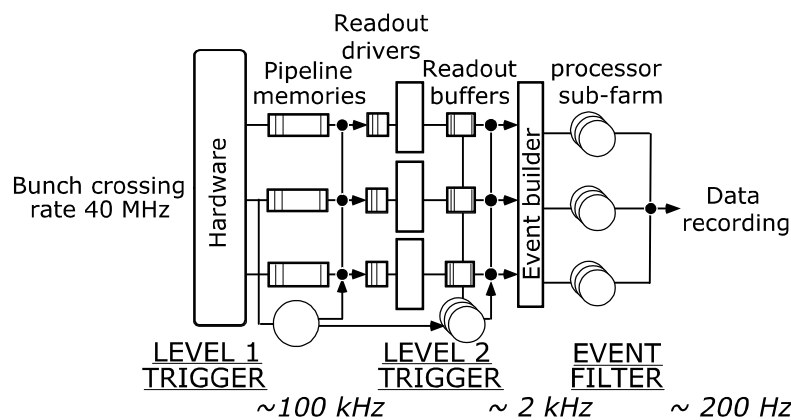 Readout
drivers
Pipeline
memories
Readout
buffers
processor
sub-farm
Bunch crossing
rate 40 MHz
Hardware
Event builder
Data
recording
LEVEL 1
TRIGGER
LEVEL 2
TRIGGER
EVENT
FILTER
~100 kHz
~ 2 kHz
~ 200 Hz